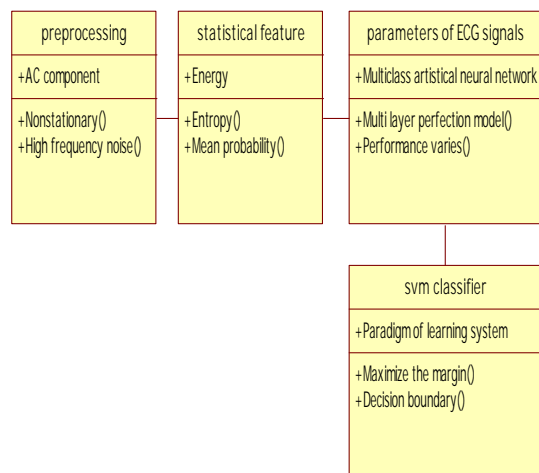 preprocessing
+AC component
+Nonstationary()
+High frequency noise()
statistical feature
+Energy
+Entropy()
+Mean probability()
parameters of ECG signals
+Multiclass artistical neural network
+Multi layer perfection model()
+Performance varies()
svm classifier
+Paradigm of learning system
+Maximize the margin()
+Decision boundary()